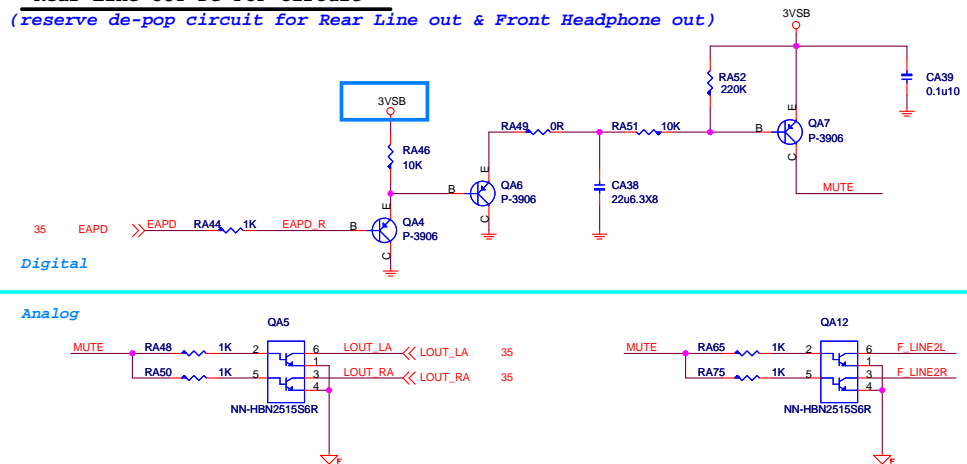 (reserve de-pop circuit for Rear Line out & Front Headphone out)
3VSB
RA52
220K
CA39
0.1u10
3VSB
RA49 0R
RA51 10K
E
B
QA7
P-3906
C
RA46
10K
MUTE
E
B
QA6
P-3906
C
CA38
22u6.3X8
35 EAPD EAPD RA44 1K EAPD_R
E
B
QA4
P-3906
C
Digital
Analog
QA5
MUTE RA48 1K 2 6 LOUT_LA LOUT_LA 35
1
RA50 1K 5 3 LOUT_RA LOUT_RA 35
4
NN-HBN2515S6R
F
QA12
MUTE RA65 1K 2 6 F_LINE2L
1
RA75 1K 5 3 F_LINE2R
4
NN-HBN2515S6R
F